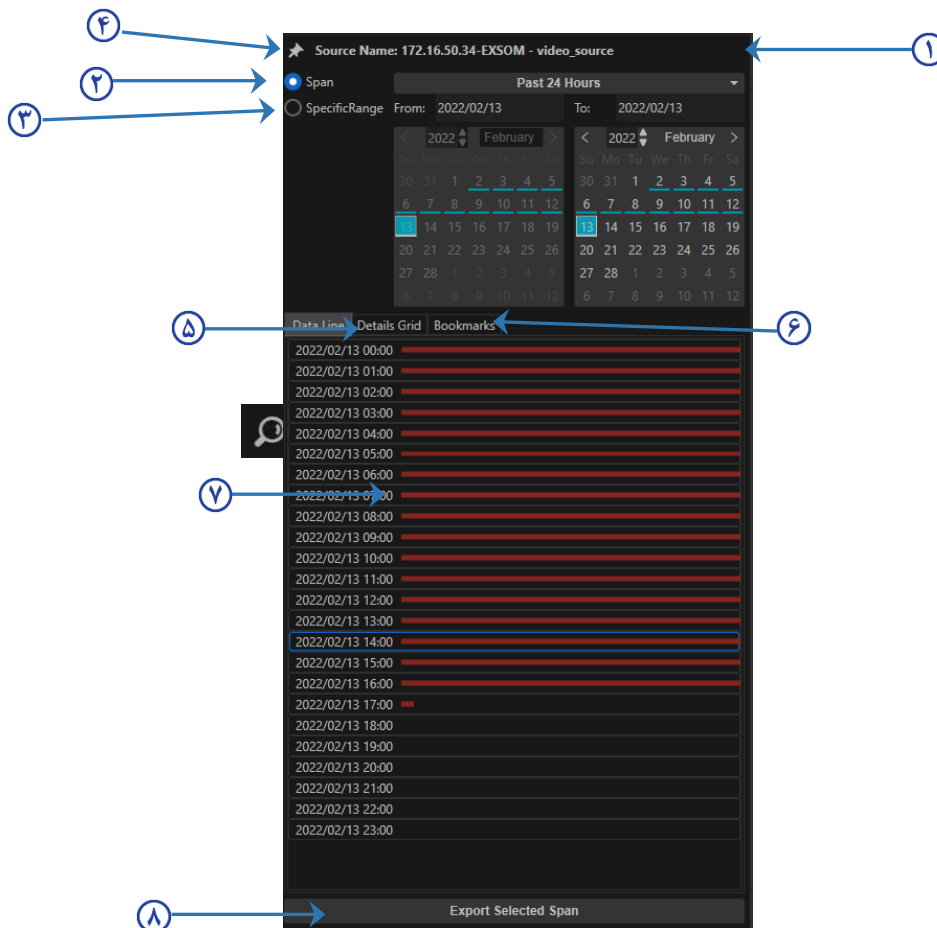 ۴
Source Name: 172.16.50.34-EXSOM - video_source
۱
۲
Span Past 24 Hours
۳
SpecificRange From: 2022/02/13 To: 2022/02/13
< 2022 February > < 2022 February >
Su Mo Tu We Th Fr Sa Su Mo Tu We Th Fr Sa
30 31 1 2 3 4 5 30 31 1 2 3 4 5
6 7 8 9 10 11 12 6 7 8 9 10 11 12
13 14 15 16 17 18 19 13 14 15 16 17 18 19
20 21 22 23 24 25 26 20 21 22 23 24 25 26
27 28 1 2 3 4 5 27 28 1 2 3 4 5
6 7 8 9 10 11 12 6 7 8 9 10 11 12
۵
Data Line Details Grid Bookmarks
۶
2022/02/13 00:00
2022/02/13 01:00
2022/02/13 02:00
2022/02/13 03:00
2022/02/13 04:00
2022/02/13 05:00
2022/02/13 06:00
۷
2022/02/13 07:00
2022/02/13 08:00
2022/02/13 09:00
2022/02/13 10:00
2022/02/13 11:00
2022/02/13 12:00
2022/02/13 13:00
2022/02/13 14:00
2022/02/13 15:00
2022/02/13 16:00
2022/02/13 17:00
2022/02/13 18:00
2022/02/13 19:00
2022/02/13 20:00
2022/02/13 21:00
2022/02/13 22:00
2022/02/13 23:00
۸
Export Selected Span